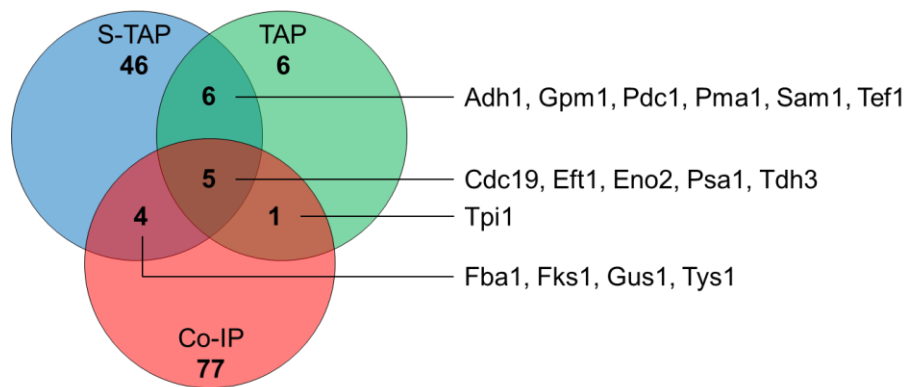 S-TAP TAP
46 6
6 Adh1, Gpm1, Pdc1, Pma1, Sam1, Tef1
5 Cdc19, Eft1, Eno2, Psa1, Tdh3
4 1 Tpi1
Fba1, Fks1, Gus1, Tys1
Co-IP
77